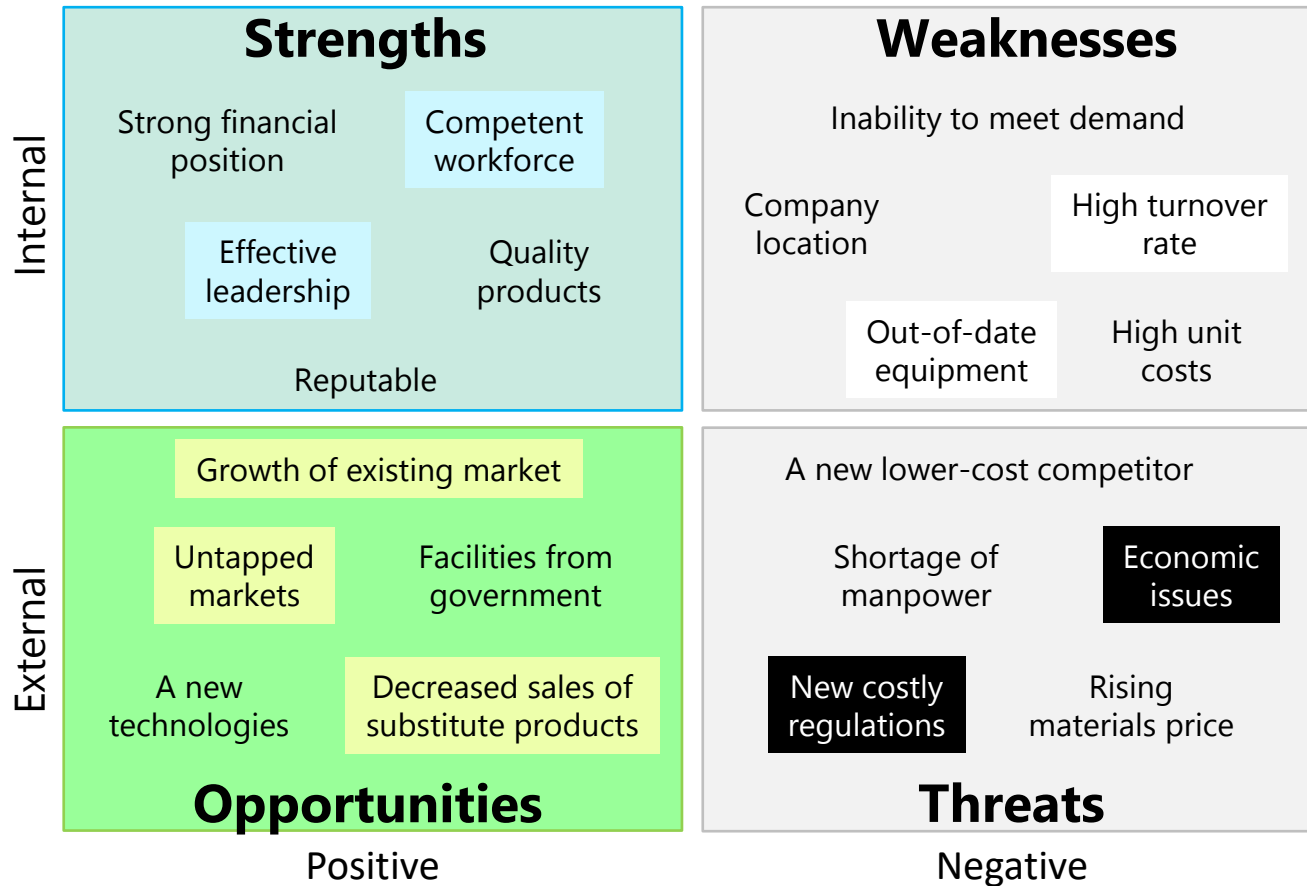 Internal
Strengths
Strong financial
position
Competent
workforce
Effective
leadership
Quality
products
Reputable
Weaknesses
Inability to meet demand
Company
location
High turnover
rate
Out-of-date
equipment
High unit
costs
External
Growth of existing market
Untapped
markets
Facilities from
government
A new
technologies
Decreased sales of
substitute products
Opportunities
A new lower-cost competitor
Shortage of
manpower
Economic
issues
New costly
regulations
Rising
materials price
Threats
Positive
Negative